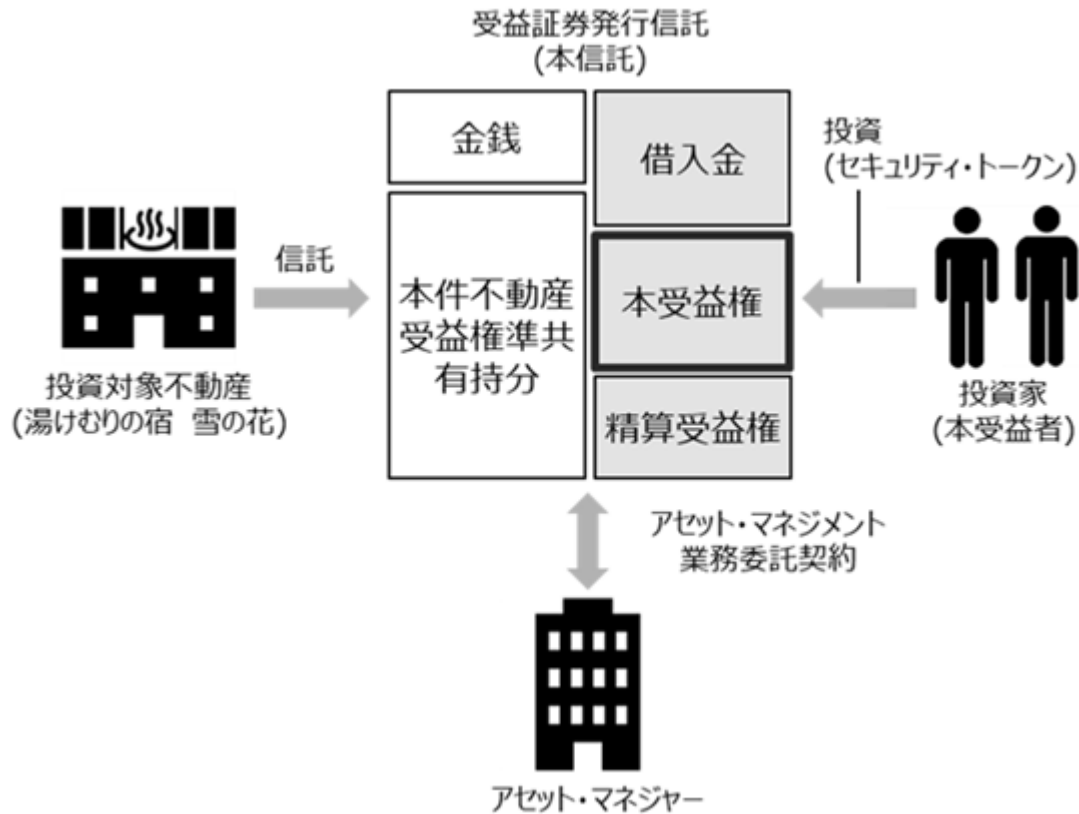 受益証券発行信託
(本信託)
金銭
借入金
投資
(セキュリティ・トークン)
信託
本件不動産
受益権準共
有持分
本受益権
投資対象不動産
(湯けむりの宿　雪の花)
精算受益権
投資家
(本受益者)
アセット・マネジメント
業務委託契約
アセット・マネジャー